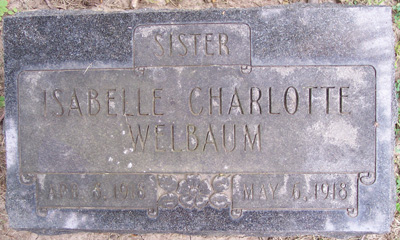 SISTER
ISABELLE CHARLOTTE
WELBAUM
MAY 6, 1918